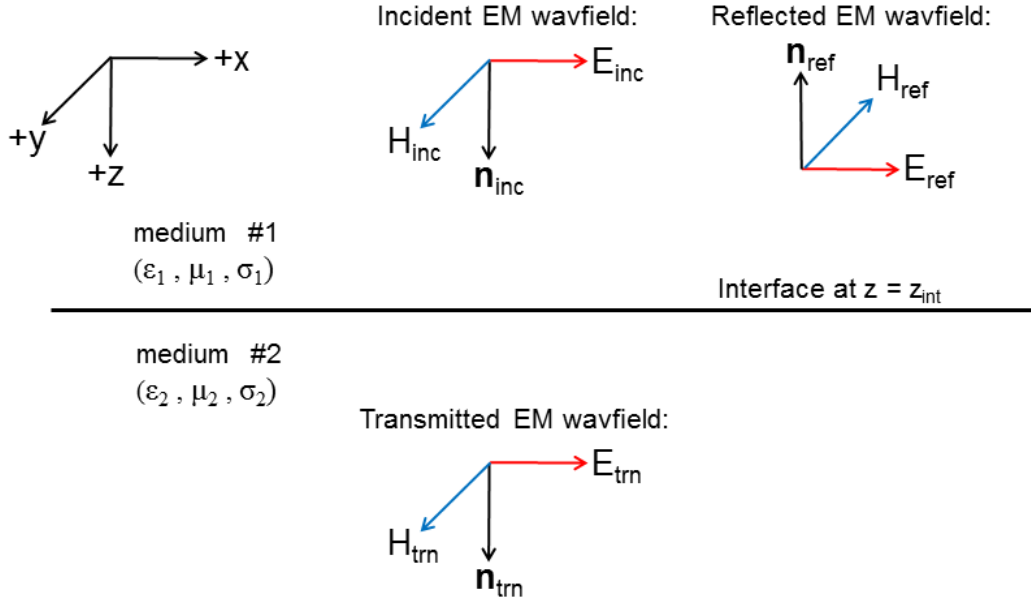 Incident EM wavfield:
Reflected EM wavfield:
+x
+y
+z
E_inc
H_inc
n_inc
n_ref
H_ref
E_ref
medium #1
(ε₁ , μ₁ , σ₁)
Interface at z = z_int
medium #2
(ε₂ , μ₂ , σ₂)
Transmitted EM wavfield:
E_trn
H_trn
n_trn